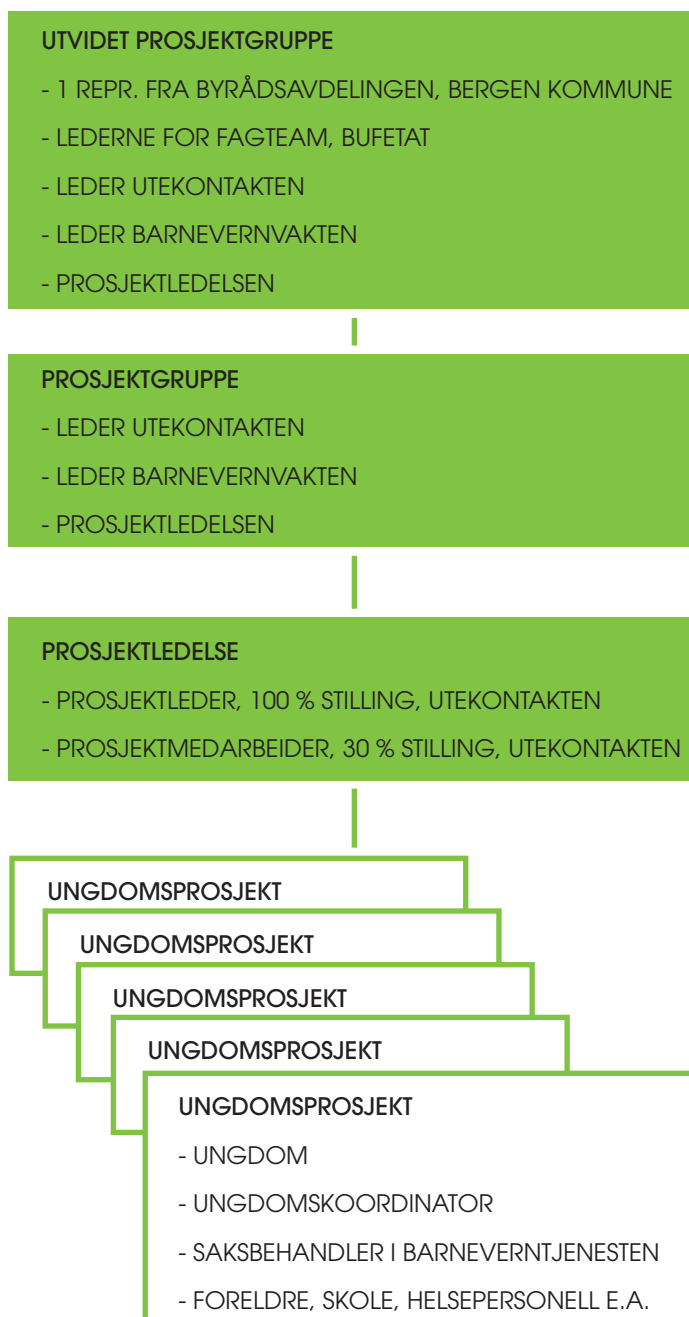 UTVIDET PROSJEKTGRUPPE
- 1 REPR. FRA BYRÅDSAVDELINGEN, BERGEN KOMMUNE
- LEDERNE FOR FAGTEAM, BUFETAT
- LEDER UTEKONTAKTEN
- LEDER BARNEVERNVAKTEN
- PROSJEKTLEDELSEN
PROSJEKTGRUPPE
- LEDER UTEKONTAKTEN
- LEDER BARNEVERNVAKTEN
- PROSJEKTLEDELSEN
PROSJEKTLEDELSE
- PROSJEKTLEDER, 100 % STILLING, UTEKONTAKTEN
- PROSJEKTMEDARBEIDER, 30 % STILLING, UTEKONTAKTEN
UNGDOMSPROSJEKT
UNGDOMSPROSJEKT
UNGDOMSPROSJEKT
UNGDOMSPROSJEKT
UNGDOMSPROSJEKT
- UNGDOM
- UNGDOMSKOORDINATOR
- SAKSBEHANDLER I BARNEVERNTJENESTEN
- FORELDRE, SKOLE, HELSEPERSONELL E.A.